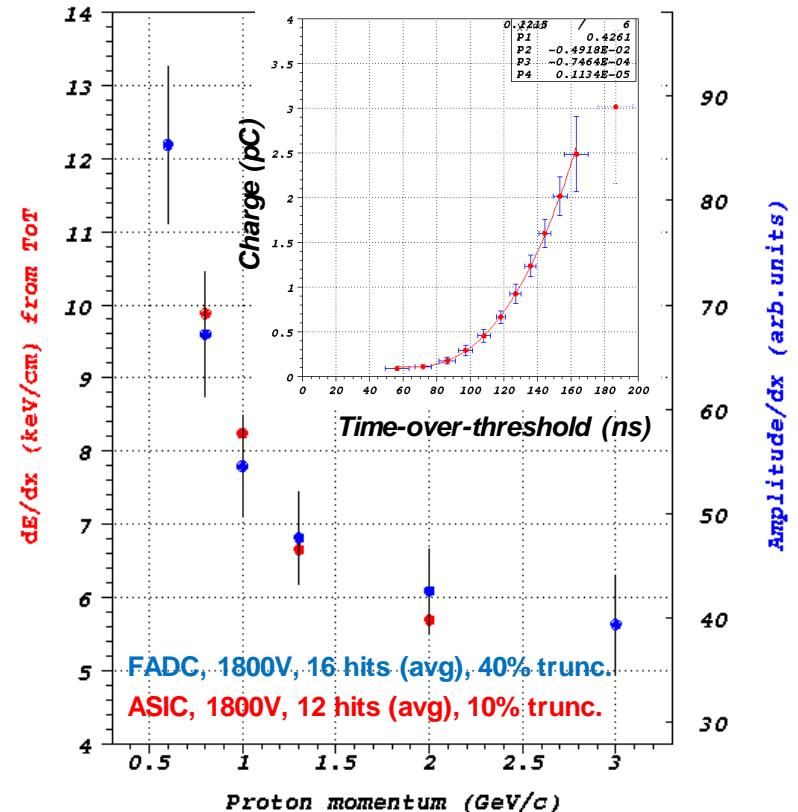 dE/dx (keV/cm) from ToT
14
13
12
11
10
9
8
7
6
5
4
0.5
1
1.5
2
2.5
3
Proton momentum (GeV/c)
90
80
70
60
50
40
30
Amplitude/dx (arb.units)
Charge (pC)
4
3.5
3
2.5
2
1.5
1
0.5
0
0 20 40 60 80 100 120 140 160 180 200
Time-over-threshold (ns)
/ 6
P1 0.4261
P2 -0.4918E-02
P3 -0.7464E-04
P4 0.1134E-05
FADC, 1800V, 16 hits (avg), 40% trunc.
ASIC, 1800V, 12 hits (avg), 10% trunc.